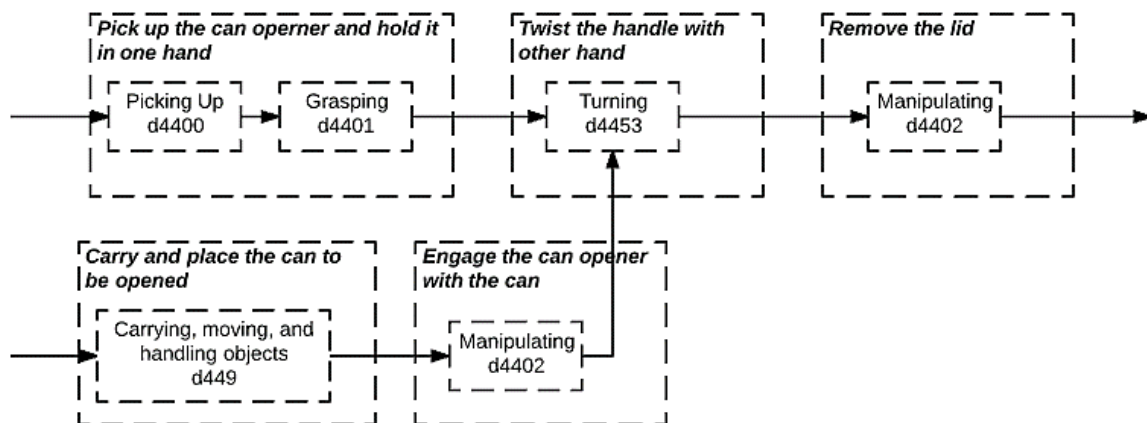 Pick up the can operner and hold it
in one hand
Picking Up
d4400
Grasping
d4401
Twist the handle with
other hand
Turning
d4453
Remove the lid
Manipulating
d4402
Carry and place the can to
be opened
Carrying, moving, and
handling objects
d449
Engage the can opener
with the can
Manipulating
d4402